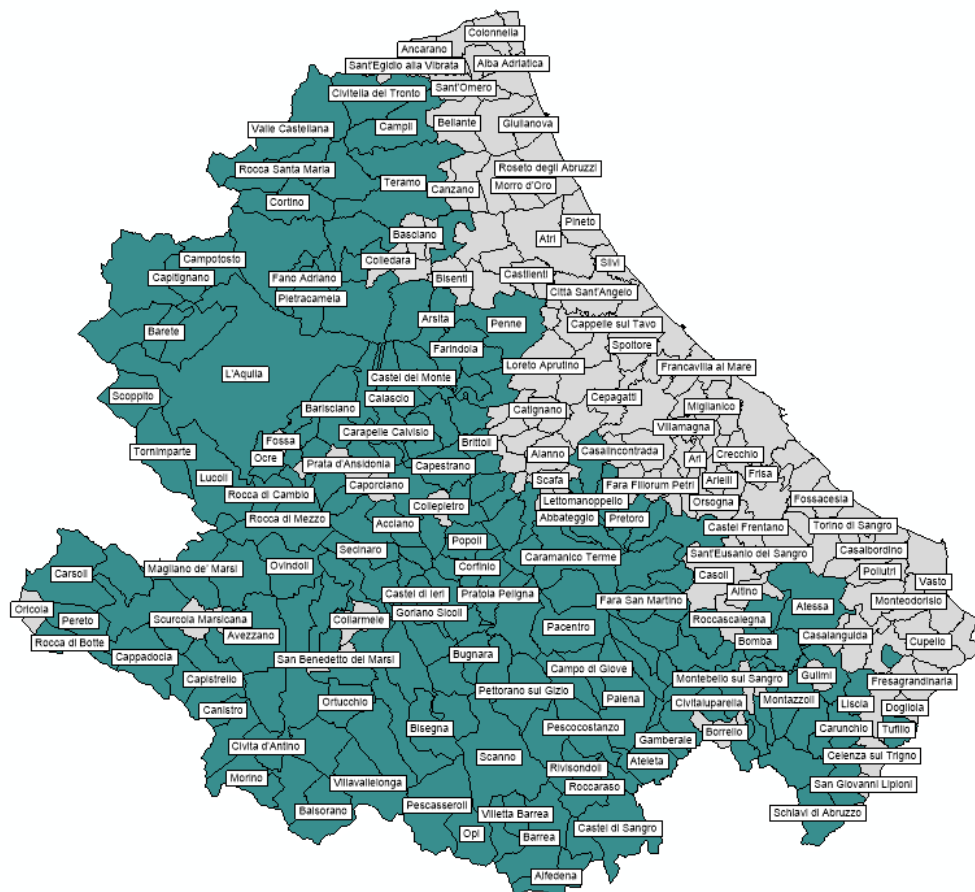 Colonnella
Ancarano
Sant'Egidio alla Vibrata
Alba Adriatica
Civitella del Tronto
Sant'Omero
Valle Castellana
Campli
Bellante
Giulianova
Rocca Santa Maria
Roseto degli Abruzzi
Teramo
Canzano
Morro d'Oro
Cortino
Pineto
Basciano
Atri
Campotosto
Colledara
Silvi
Capitignano
Fano Adriano
Bisenti
Castilenti
Pietracamela
Città Sant'Angelo
Arsita
Penne
Cappelle sul Tavo
Barete
Farindola
Spoltore
L'Aquila
Castel del Monte
Loreto Aprutino
Francavilla al Mare
Scoppito
Calascio
Cepagatti
Barisciano
Catignano
Miglianico
Carapelle Calvisio
Villamagna
Fossa
Brittoli
Tornimparte
Ocre
Prata d'Ansidonia
Capestrano
Alanno
Casalincontrada
Ari
Crecchio
Lucoli
Caporciano
Scafa
Fara Filiorum Petri
Arielli
Frisa
Rocca di Cambio
Collepietro
Lettomanoppello
Orsogna
Fossacesia
Rocca di Mezzo
Acciano
Abbateggio
Pretoro
Castel Frentano
Torino di Sangro
Popoli
Secinaro
Caramanico Terme
Sant'Eusanio del Sangro
Casalbordino
Carsoli
Magliano de' Marsi
Ovindoli
Corfinio
Casoli
Pollutri
Vasto
Castel di Ieri
Pratola Peligna
Altino
Oricola
Pereto
Scurcola Marsicana
Collarmele
Goriano Sicoli
Fara San Martino
Atessa
Monteodorisio
Roccascalegna
Rocca di Botte
Avezzano
Pacentro
Bomba
Casalanguida
Cupello
Cappadocia
San Benedetto dei Marsi
Bugnara
Campo di Giove
Capistrello
Montebello sul Sangro
Gulimi
Fresagrandinaria
Canistro
Ortucchio
Pettorano sul Gizio
Palena
Civitaluparella
Montazzoli
Liscia
Dogliola
Bisegna
Pescocostanzo
Borrello
Carunchio
Tufillo
Civita d'Antino
Gamberale
Scanno
Ateleta
Celenza sul Trigno
Morino
Villavallelonga
Rivisondoli
San Giovanni Lipioni
Roccaraso
Balsorano
Pescasseroli
Villetta Barrea
Schiavi di Abruzzo
Opi
Barrea
Castel di Sangro
Alfedena